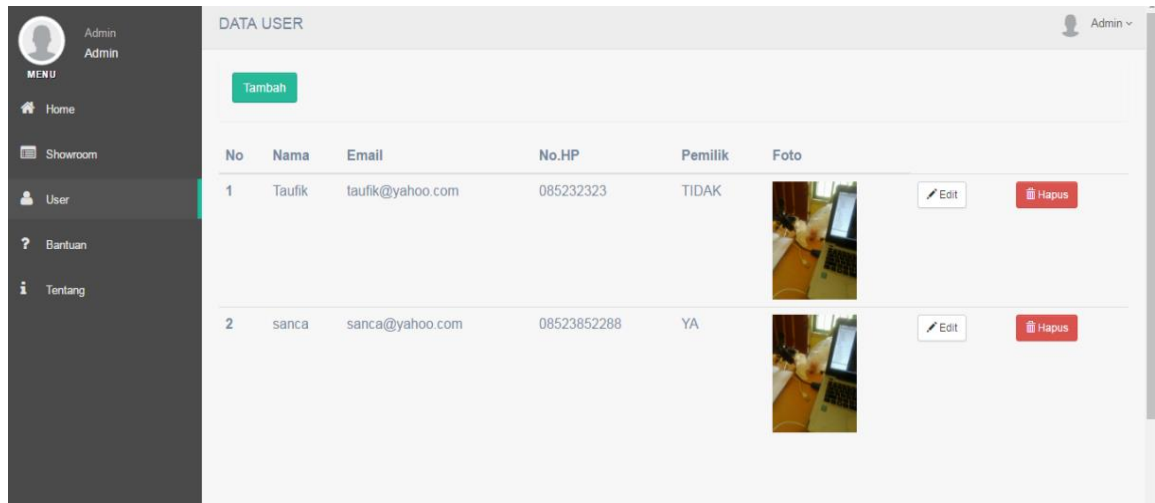 Admin
Admin
MENU
Home
Showroom
User
Bantuan
Tentang
DATA USER
Admin
Tambah
No Nama Email No.HP Pemilik Foto
1 Taufik taufik@yahoo.com 085232323 TIDAK Edit Hapus
2 sanca sanca@yahoo.com 08523852288 YA Edit Hapus